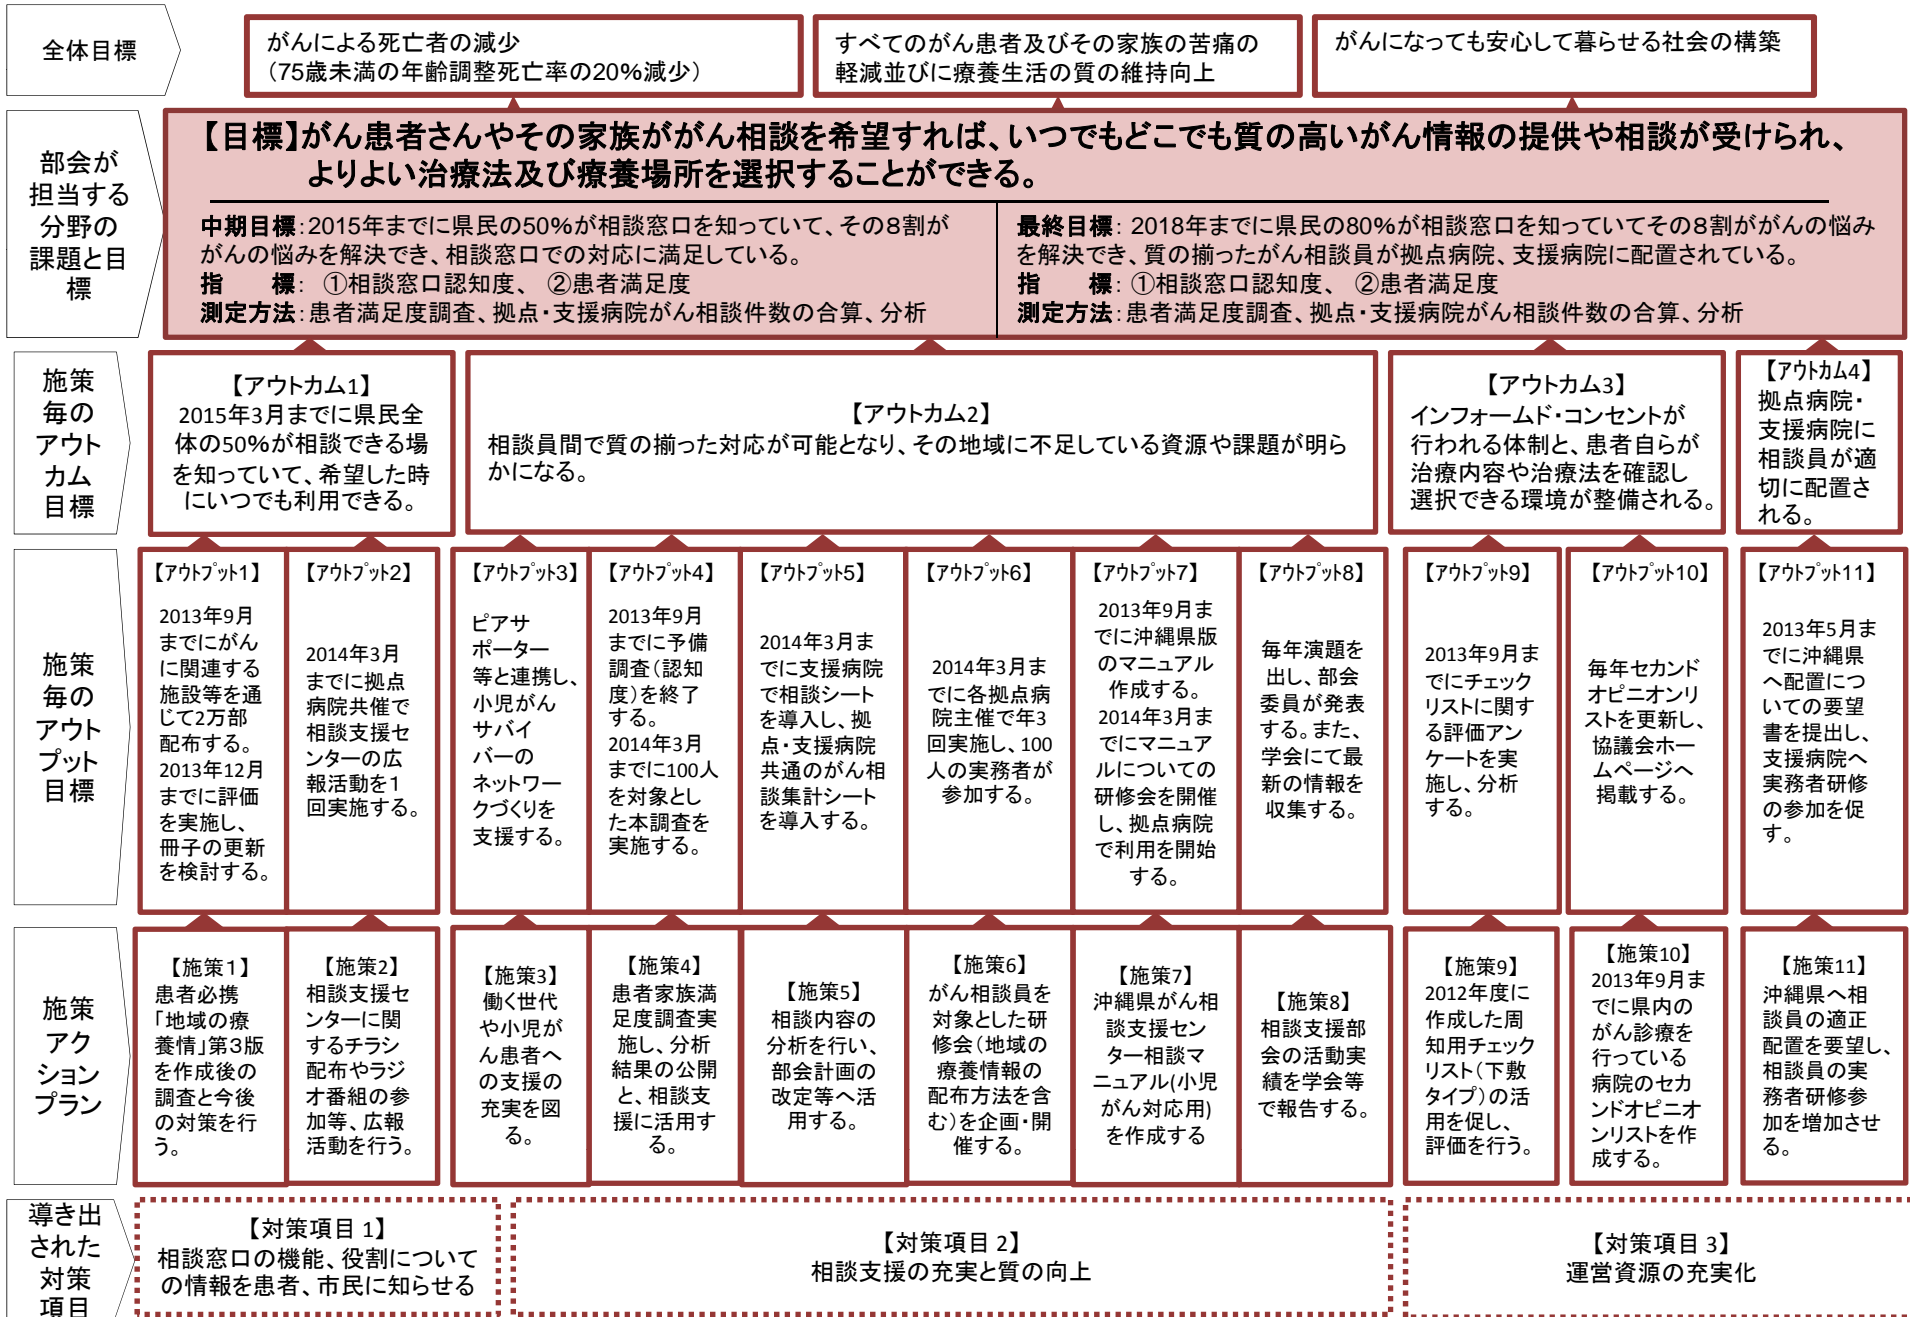 全体目標
がんによる死亡者の減少
(75歳未満の年齢調整死亡率の20%減少)
すべてのがん患者及びその家族の苦痛の
軽減並びに療養生活の質の維持向上
がんになっても安心して暮らせる社会の構築
部会が
担当する
分野の
課題と目
標
【目標】がん患者さんやその家族ががん相談を希望すれば、いつでもどこでも質の高いがん情報の提供や相談が受けられ、
よりよい治療法及び療養場所を選択することができる。
中期目標:2015年までに県民の50%が相談窓口を知っていて、その8割が
がんの悩みを解決でき、相談窓口での対応に満足している。
指　標: ①相談窓口認知度、 ②患者満足度
測定方法:患者満足度調査、拠点・支援病院がん相談件数の合算、分析
最終目標: 2018年までに県民の80%が相談窓口を知っていてその8割ががんの悩み
を解決でき、質の揃ったがん相談員が拠点病院、支援病院に配置されている。
指　標: ①相談窓口認知度、 ②患者満足度
測定方法:患者満足度調査、拠点・支援病院がん相談件数の合算、分析
施策
毎の
アウト
カム
目標
【アウトカム1】
2015年3月までに県民全
体の50%が相談できる場
を知っていて、希望した時
にいつでも利用できる。
【アウトカム2】
相談員間で質の揃った対応が可能となり、その地域に不足している資源や課題が明ら
かになる。
【アウトカム3】
インフォームド・コンセントが
行われる体制と、患者自らが
治療内容や治療法を確認し
選択できる環境が整備される。
【アウトカム4】
拠点病院・
支援病院に
相談員が適
切に配置さ
れる。
施策
毎の
アウト
プット
目標
【アウトプット1】
2013年9月
までにがん
に関連する
施設等を通
じて2万部
配布する。
2013年12月
までに評価
を実施し、
冊子の更新
を検討する。
【アウトプット2】
2014年3月
までに拠点
病院共催で
相談支援セ
ンターの広
報活動を1
回実施する。
【アウトプット3】
ピアサ
ポーター
等と連携し、
小児がん
サバイ
バーの
ネットワー
クづくりを
支援する。
【アウトプット4】
2013年9月
までに予備
調査(認知
度)を終了
する。
2014年3月
までに100人
を対象とし
た本調査を
実施する。
【アウトプット5】
2014年3月ま
でに支援病院
で相談シート
を導入し、拠
点・支援病院
共通のがん相
談集計シート
を導入する。
【アウトプット6】
2014年3月ま
でに各拠点病
院主催で年3
回実施し、100
人の実務者が
参加する。
【アウトプット7】
2013年9月ま
でに沖縄県版
のマニュアル
作成する。
2014年3月ま
でにマニュア
ルについての
研修会を開催
し、拠点病院
で利用を開始
する。
【アウトプット8】
毎年演題を
出し、部会
委員が発表
する。また、
学会にて最
新の情報を
収集する。
【アウトプット9】
2013年9月ま
でにチェック
リストに関す
る評価アン
ケートを実
施し、分析
する。
【アウトプット10】
毎年セカンド
オピニオンリ
ストを更新し、
協議会ホー
ムページへ
掲載する。
【アウトプット11】
2013年5月ま
でに沖縄県
へ配置につ
いての要望
書を提出し、
支援病院へ
実務者研修
の参加を促
す。
施策
アク
ション
プラン
【施策1】
患者必携
「地域の療
養情」第3版
を作成後の
調査と今後
の対策を行
う。
【施策2】
相談支援セ
ンターに関
するチラシ
配布やラジ
オ番組の参
加等、広報
活動を行う。
【施策3】
働く世代
や小児が
ん患者へ
の支援の
充実を図
る。
【施策4】
患者家族満
足度調査実
施し、分析
結果の公開
と、相談支
援に活用す
る。
【施策5】
相談内容の
分析を行い、
部会計画の
改定等へ活
用する。
【施策6】
がん相談員を
対象とした研
修会(地域の
療養情報の
配布方法を含
む)を企画・開
催する。
【施策7】
沖縄県がん相
談支援セン
ター相談マ
ニュアル(小児
がん対応用)
を作成する
【施策8】
相談支援部
会の活動実
績を学会等
で報告する。
【施策9】
2012年度に
作成した周
知用チェック
リスト(下敷
タイプ)の活
用を促し、
評価を行う。
【施策10】
2013年9月ま
でに県内の
がん診療を
行っている
病院のセカ
ンドオピニオ
ンリストを作
成する。
【施策11】
沖縄県へ相
談員の適正
配置を要望し、
相談員の実
務者研修参
加を増加させ
る。
導き出
された
対策
項目
【対策項目 1】
相談窓口の機能、役割について
の情報を患者、市民に知らせる
【対策項目 2】
相談支援の充実と質の向上
【対策項目 3】
運営資源の充実化